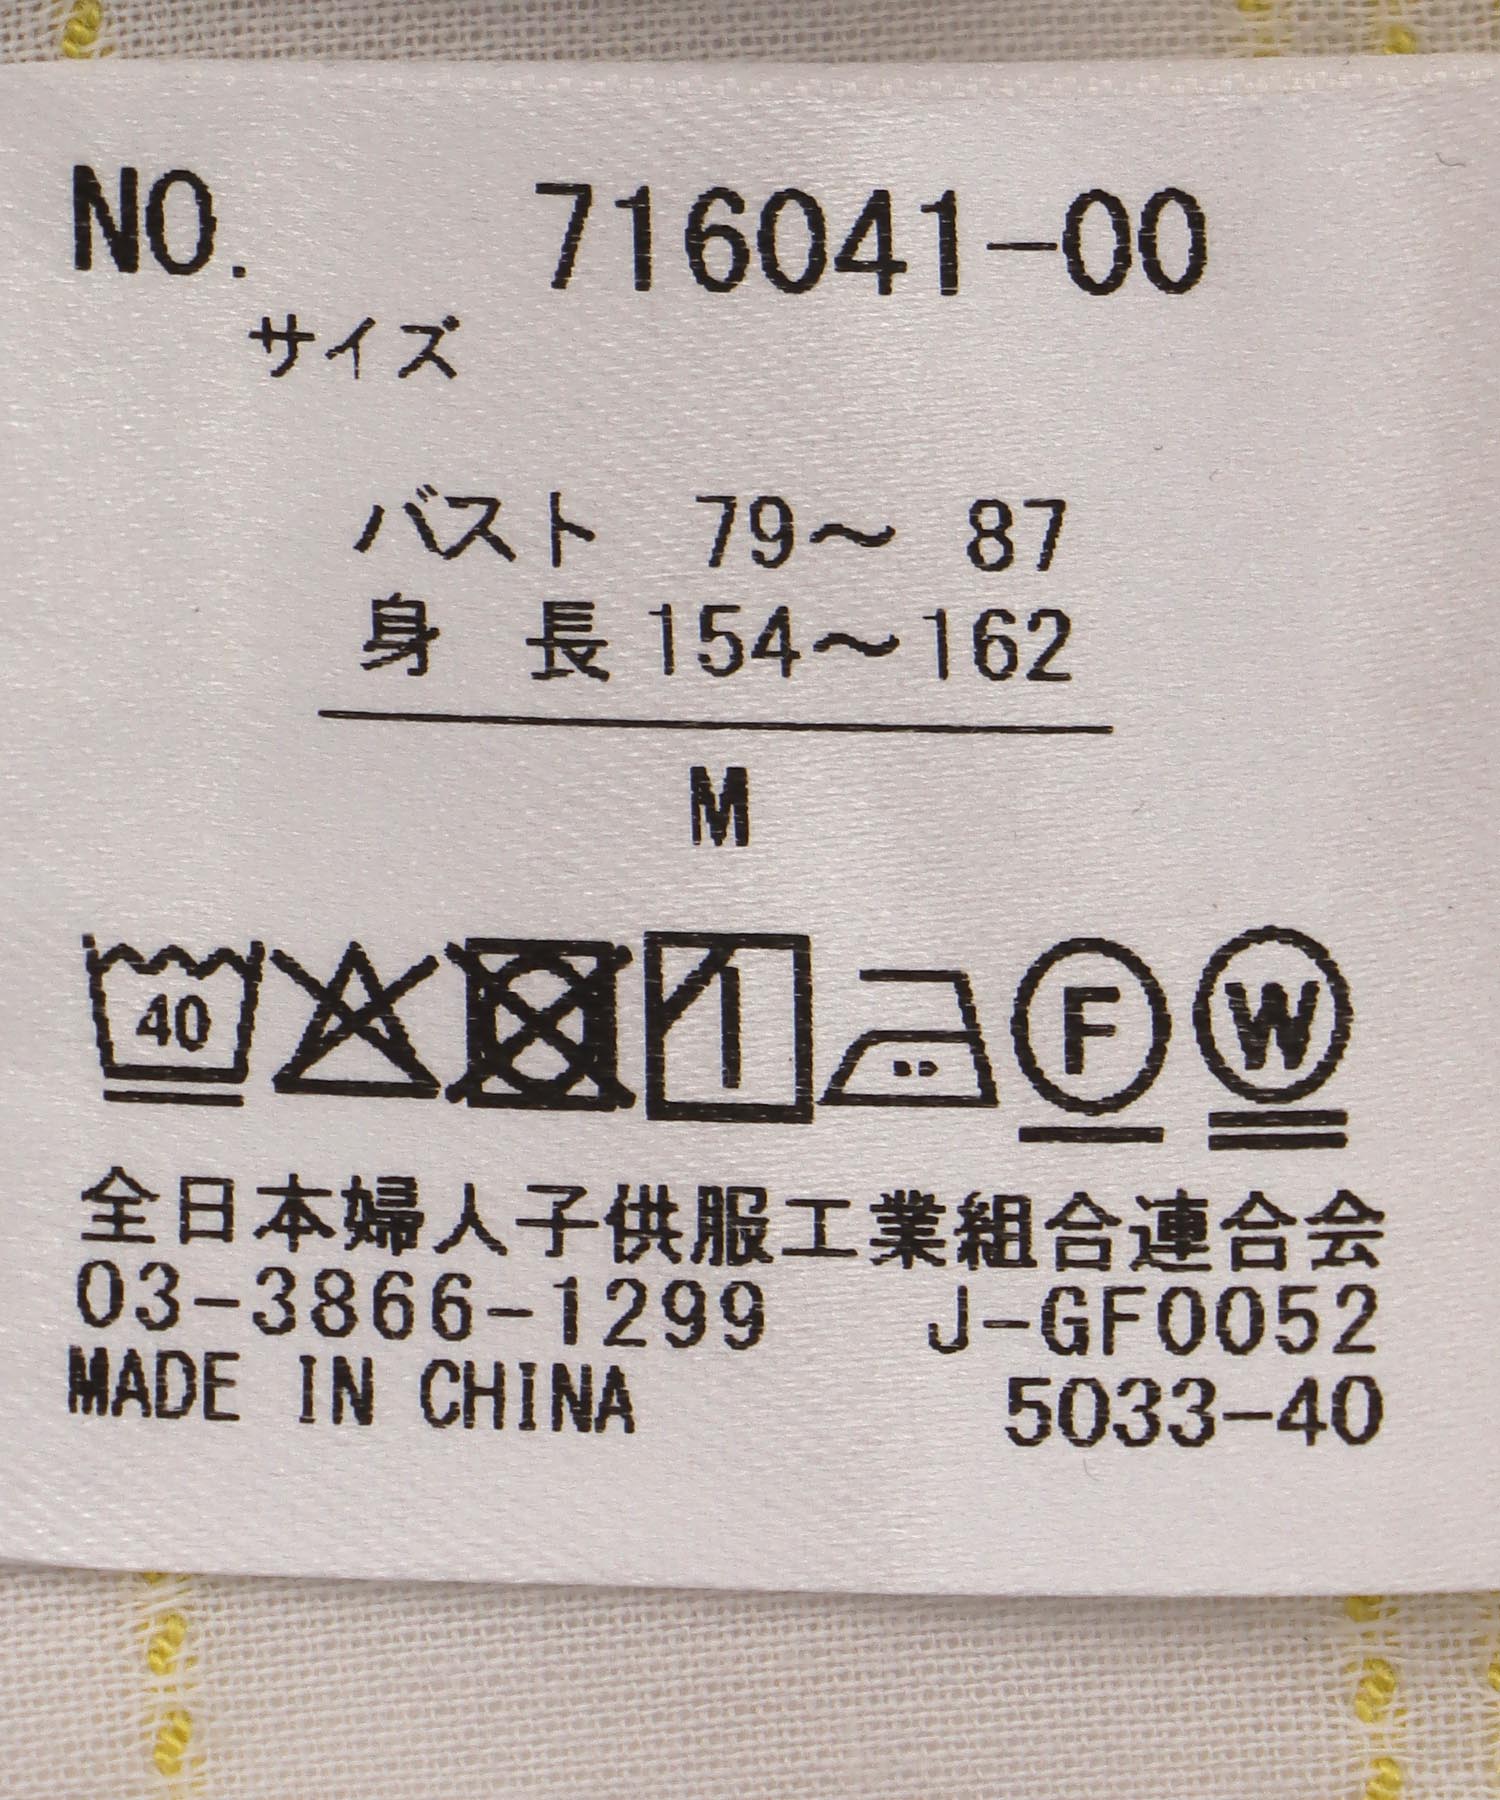 NO. 716041-00
サイズ
バスト 79〜 87
身 長 154〜162
M
40 F W
全日本婦人子供服工業組合連合会
03-3866-1299 J-GF0052
MADE IN CHINA 5033-40